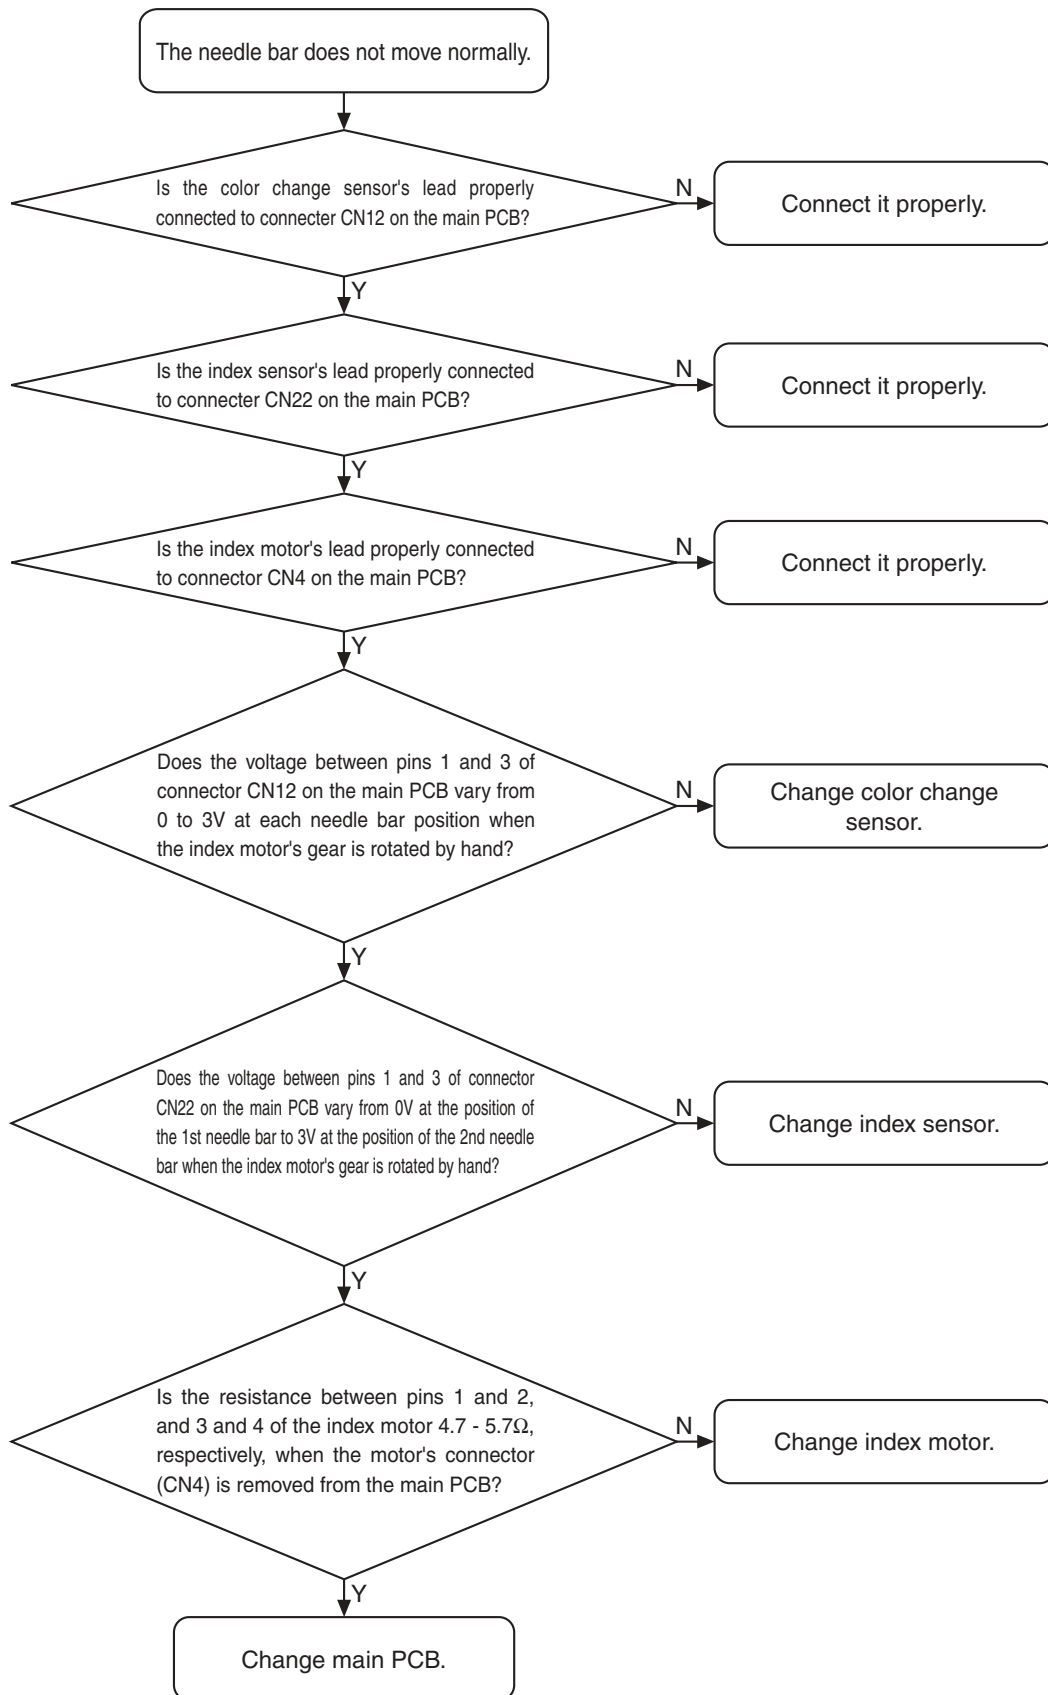 The needle bar does not move normally.
Is the color change sensor's lead properly
connected to connecter CN12 on the main PCB?
N
Connect it properly.
Y
Is the index sensor's lead properly connected
to connecter CN22 on the main PCB?
N
Connect it properly.
Y
Is the index motor's lead properly connected
to connector CN4 on the main PCB?
N
Connect it properly.
Y
Does the voltage between pins 1 and 3 of
connector CN12 on the main PCB vary from
0 to 3V at each needle bar position when
the index motor's gear is rotated by hand?
N
Change color change
sensor.
Y
Does the voltage between pins 1 and 3 of connector
CN22 on the main PCB vary from 0V at the position of
the 1st needle bar to 3V at the position of the 2nd needle
bar when the index motor's gear is rotated by hand?
N
Change index sensor.
Y
Is the resistance between pins 1 and 2,
and 3 and 4 of the index motor 4.7 - 5.7Ω,
respectively, when the motor's connector
(CN4) is removed from the main PCB?
N
Change index motor.
Y
Change main PCB.